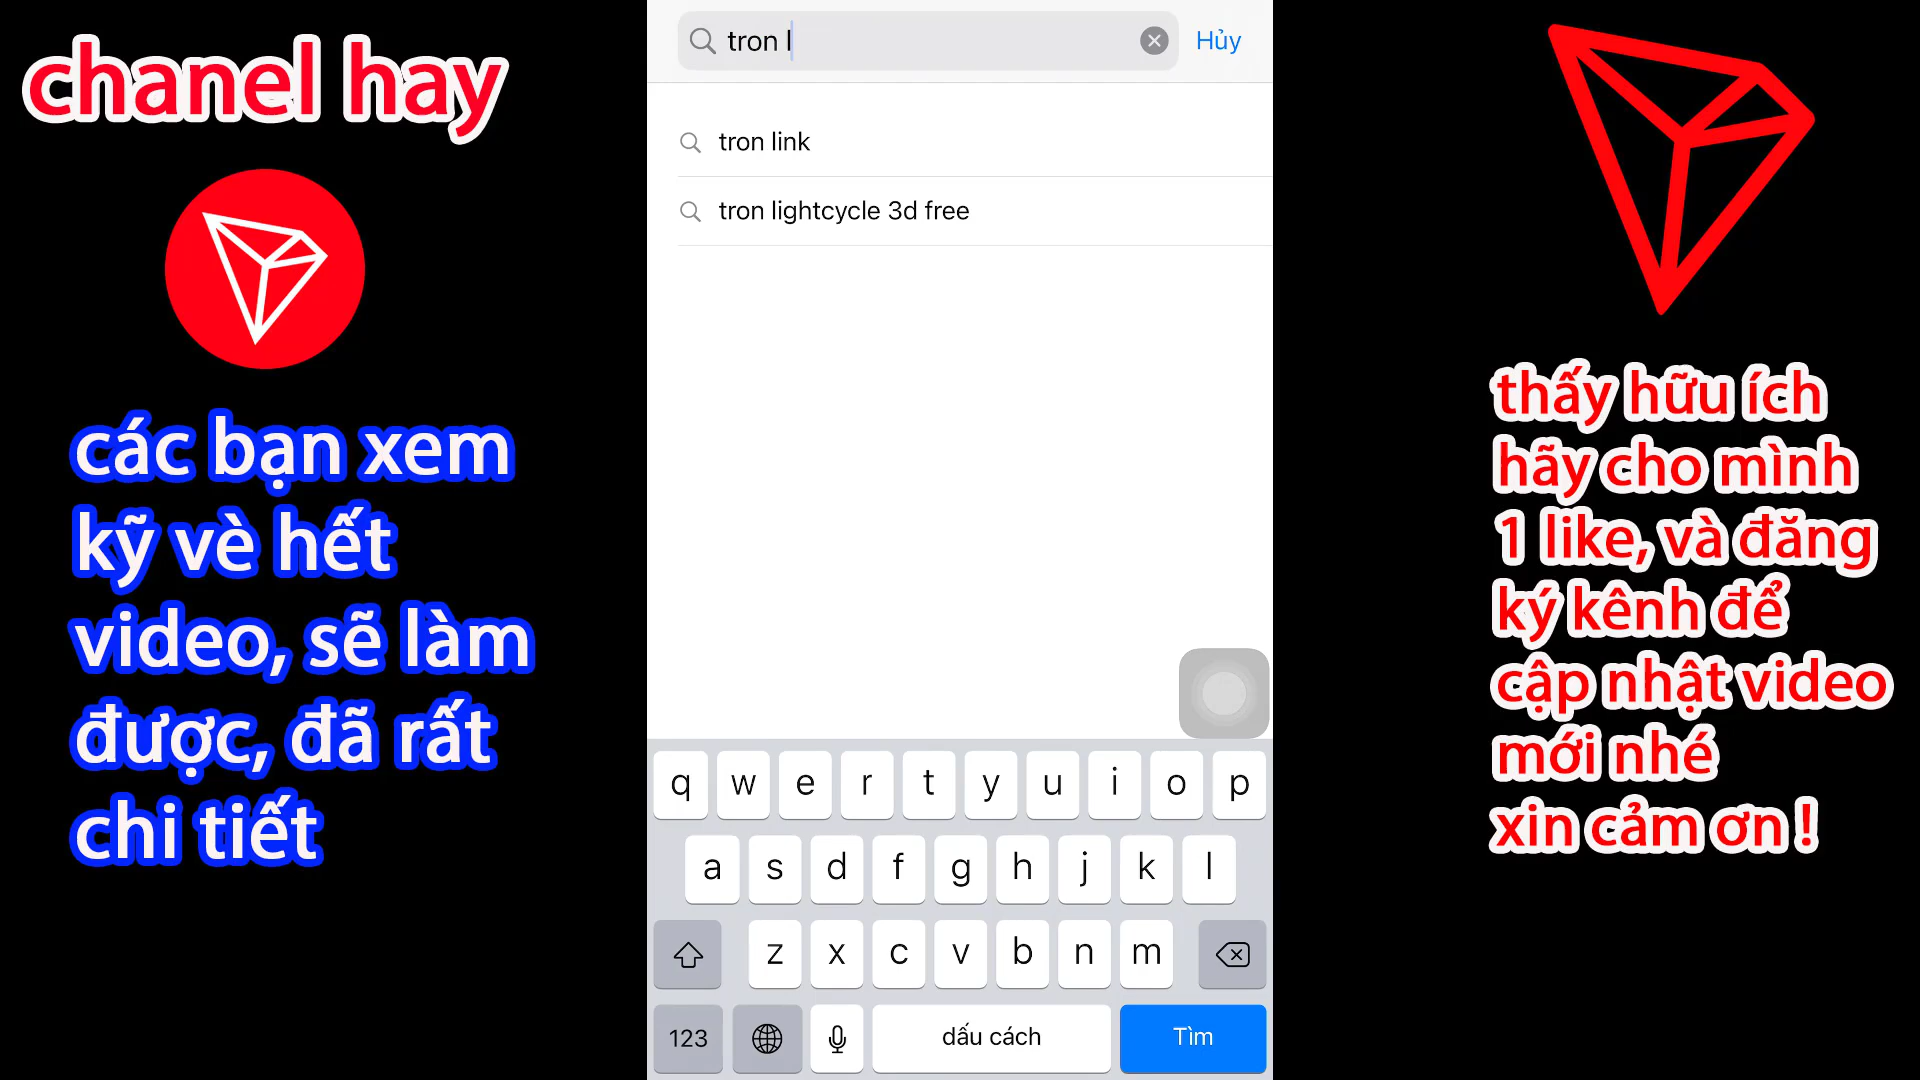 chanel hay
các bạn xem
kỹ vè hết
video, sẽ làm
được, đã rất
chi tiết
tron l
Hủy
tron link
tron lightcycle 3d free
q w e r t y u i o p
a s d f g h j k l
z x c v b n m
123
dấu cách
Tìm
thấy hữu ích
hãy cho mình
1 like, và đăng
ký kênh để
cập nhật video
mới nhé
xin cảm ơn !